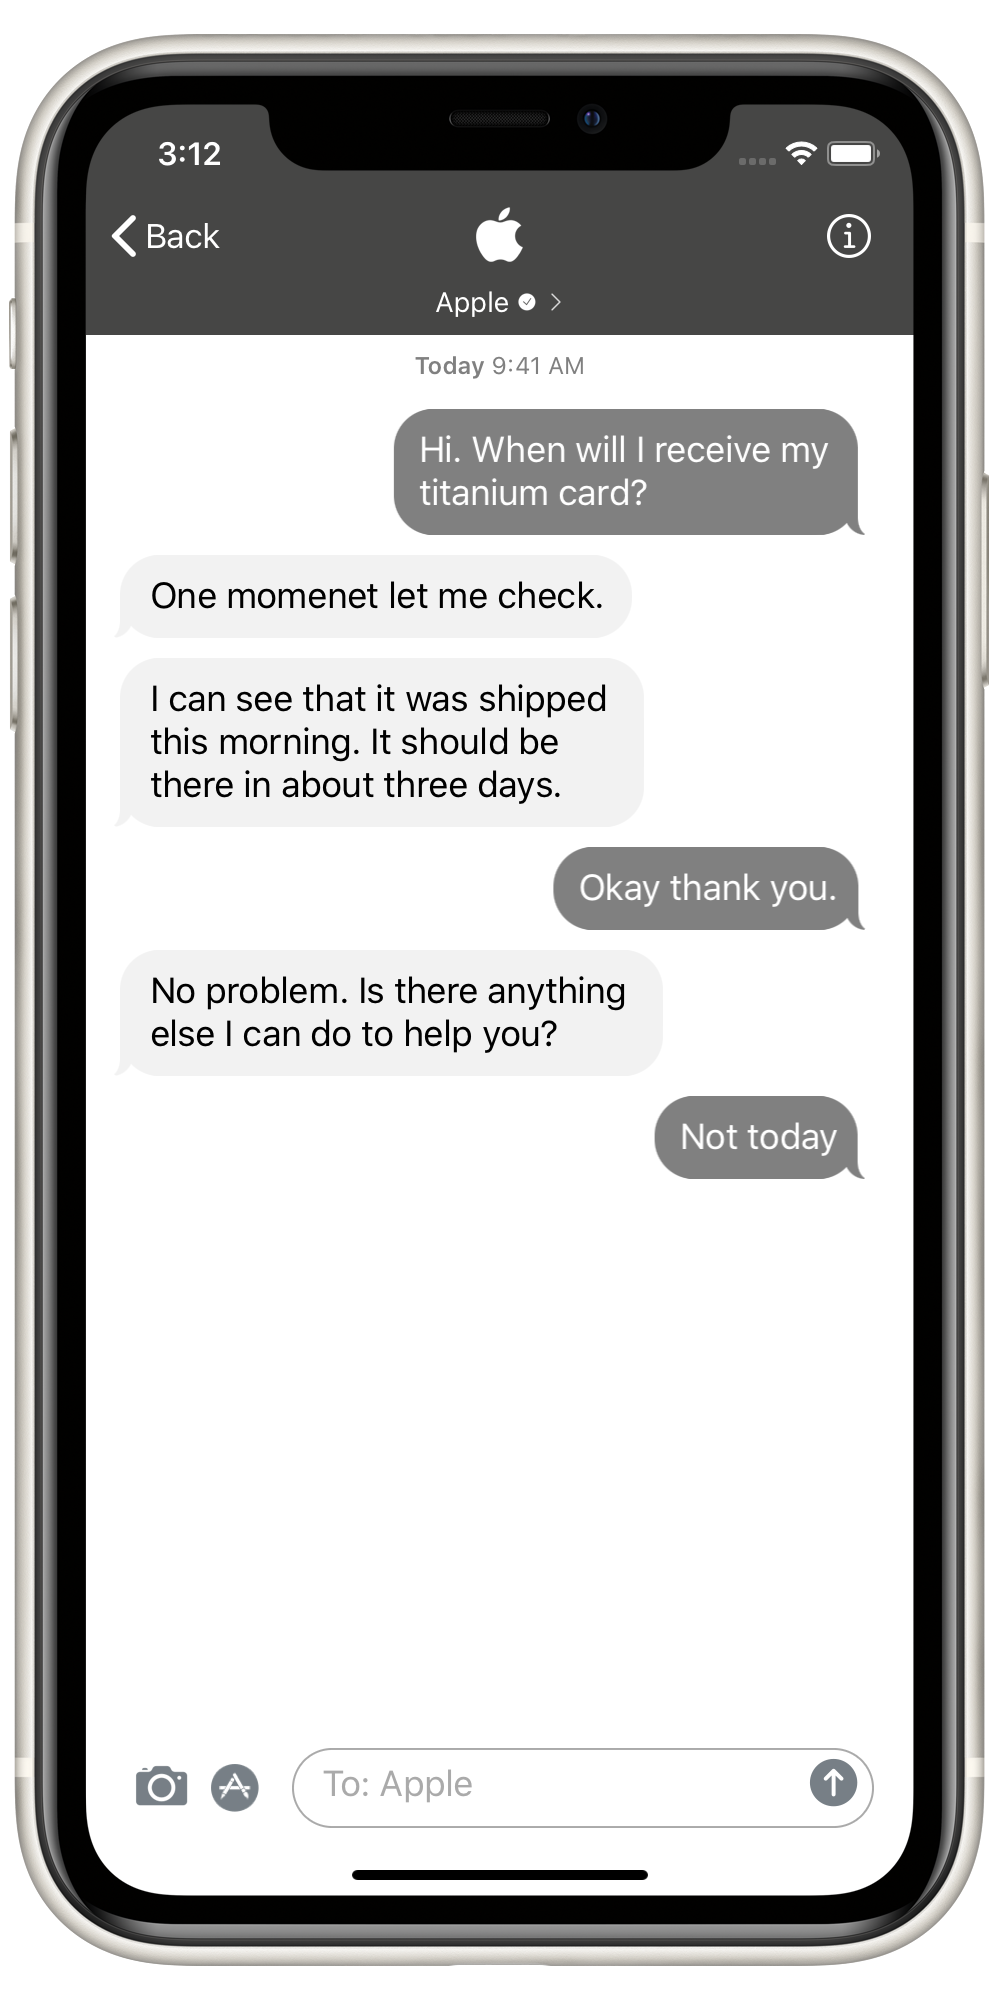 3:12
Back
Apple
Today 9:41 AM
Hi. When will I receive my
titanium card?
One momenet let me check.
I can see that it was shipped
this morning. It should be
there in about three days.
Okay thank you.
No problem. Is there anything
else I can do to help you?
Not today
To: Apple